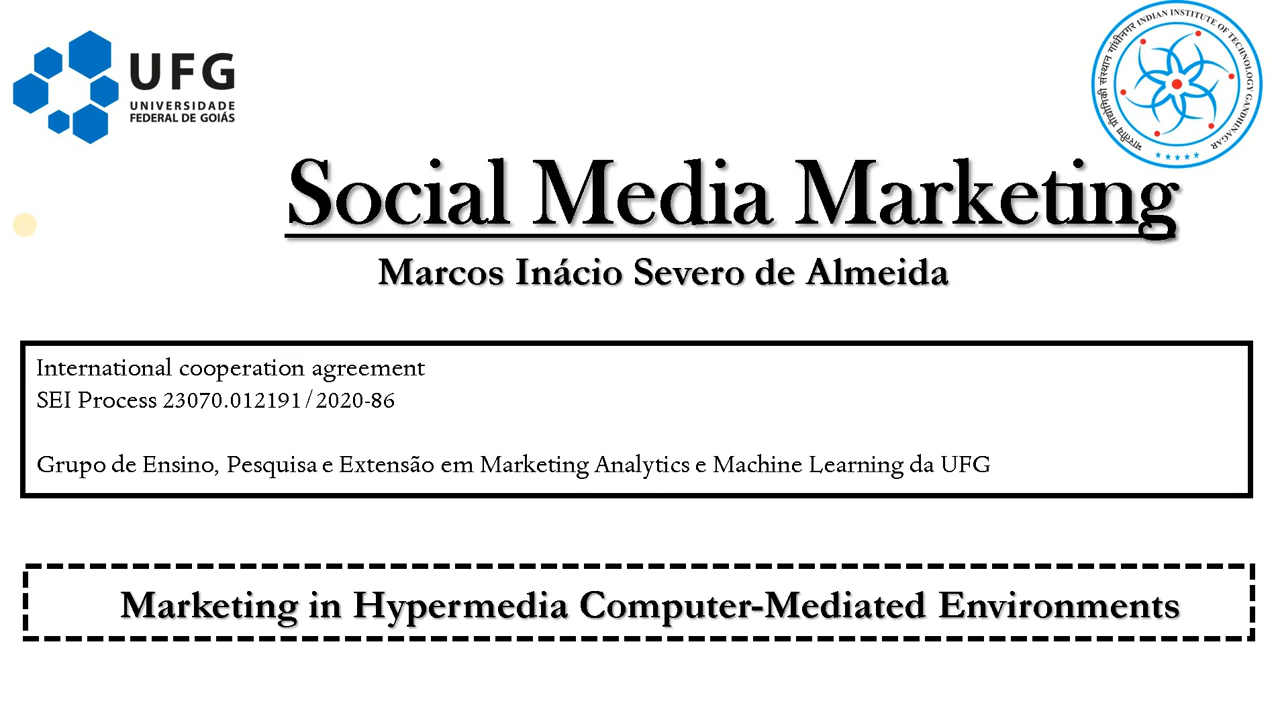 UFG
UNIVERSIDADE
FEDERAL DE GOIÁS
भारतीय प्रौद्योगिकी संस्थान गांधीनगर INDIAN INSTITUTE OF TECHNOLOGY GANDHINAGAR
Social Media Marketing
Marcos Inácio Severo de Almeida
International cooperation agreement
SEI Process 23070.012191/2020-86
Grupo de Ensino, Pesquisa e Extensão em Marketing Analytics e Machine Learning da UFG
Marketing in Hypermedia Computer-Mediated Environments